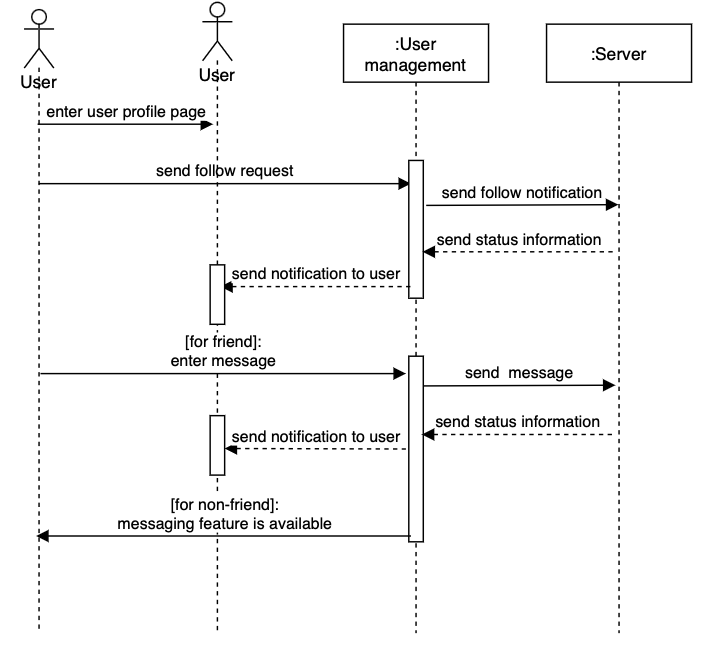 User
User
:User
management
:Server
enter user profile page
send follow request
send follow notification
send status information
send notification to user
[for friend]:
enter message
send message
send status information
send notification to user
[for non-friend]:
messaging feature is available